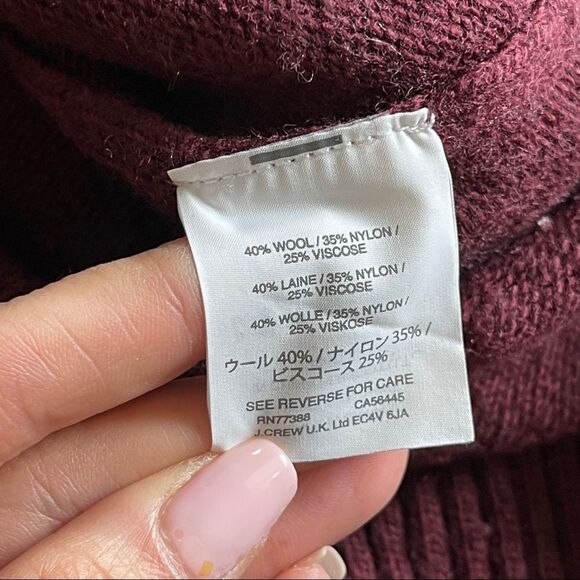 40% WOOL / 35% NYLON /
25% VISCOSE
40% LAINE / 35% NYLON /
25% VISCOSE
40% WOLLE / 35% NYLON /
25% VISKOSE
ウール 40% / ナイロン 35% /
ビスコース 25%
SEE REVERSE FOR CARE
RN77388 CA56445
J.CREW U.K. Ltd EC4V 6JA